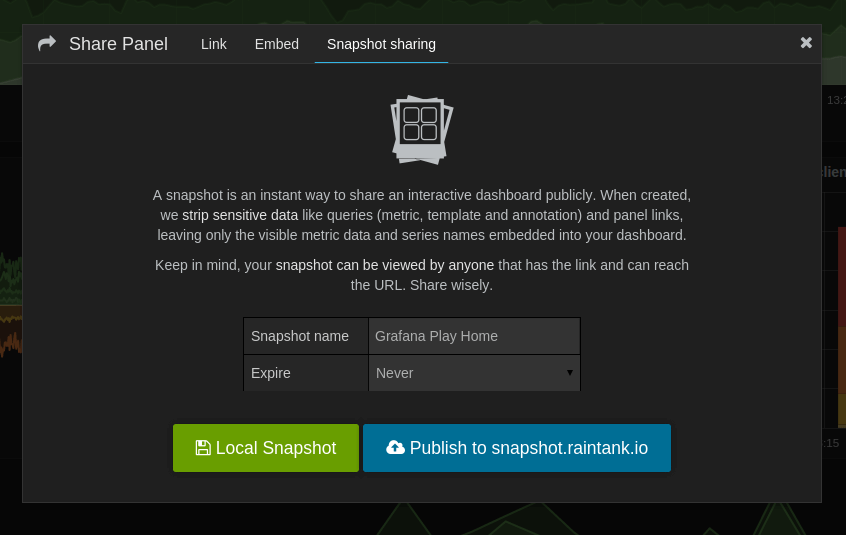 Share Panel Link Embed Snapshot sharing
A snapshot is an instant way to share an interactive dashboard publicly. When created,
we strip sensitive data like queries (metric, template and annotation) and panel links,
leaving only the visible metric data and series names embedded into your dashboard.
Keep in mind, your snapshot can be viewed by anyone that has the link and can reach
the URL. Share wisely.
Snapshot name Grafana Play Home
Expire Never
Local Snapshot Publish to snapshot.raintank.io
:15